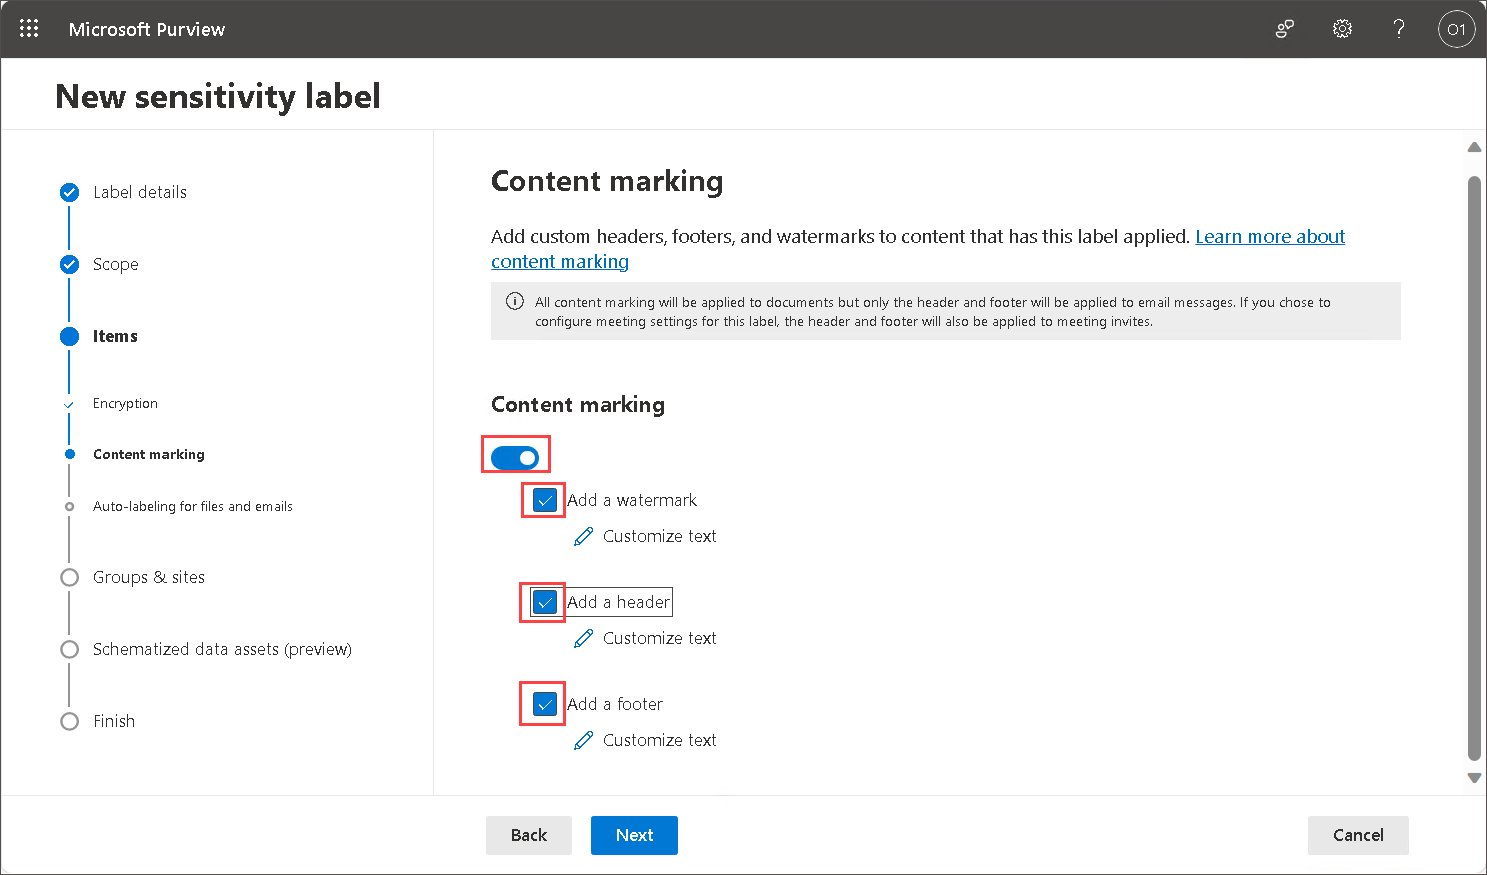 Microsoft Purview
?
O1
New sensitivity label
Label details
Scope
Items
Encryption
Content marking
Auto-labeling for files and emails
Groups & sites
Schematized data assets (preview)
Finish
Content marking
Add custom headers, footers, and watermarks to content that has this label applied. Learn more about
content marking
All content marking will be applied to documents but only the header and footer will be applied to email messages. If you chose to
configure meeting settings for this label, the header and footer will also be applied to meeting invites.
Content marking
Add a watermark
Customize text
Add a header
Customize text
Add a footer
Customize text
Back
Next
Cancel